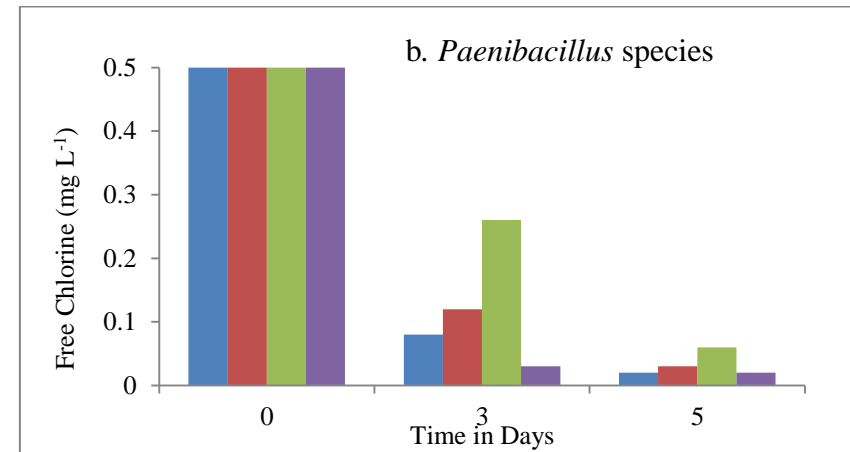 b. Paenibacillus species
Free Chlorine (mg L-1)
0.5
0.4
0.3
0.2
0.1
0
0 3 5
Time in Days